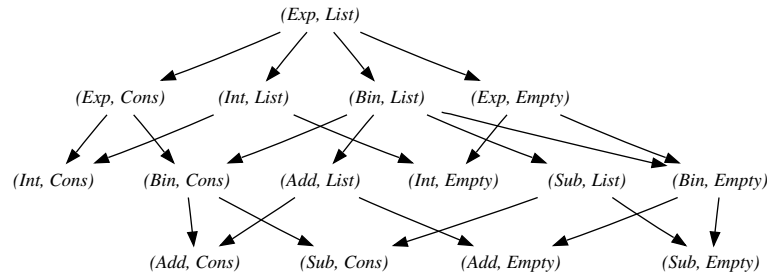 (Exp, List)
(Exp, Cons) (Int, List) (Bin, List) (Exp, Empty)
(Int, Cons) (Bin, Cons) (Add, List) (Int, Empty) (Sub, List) (Bin, Empty)
(Add, Cons) (Sub, Cons) (Add, Empty) (Sub, Empty)